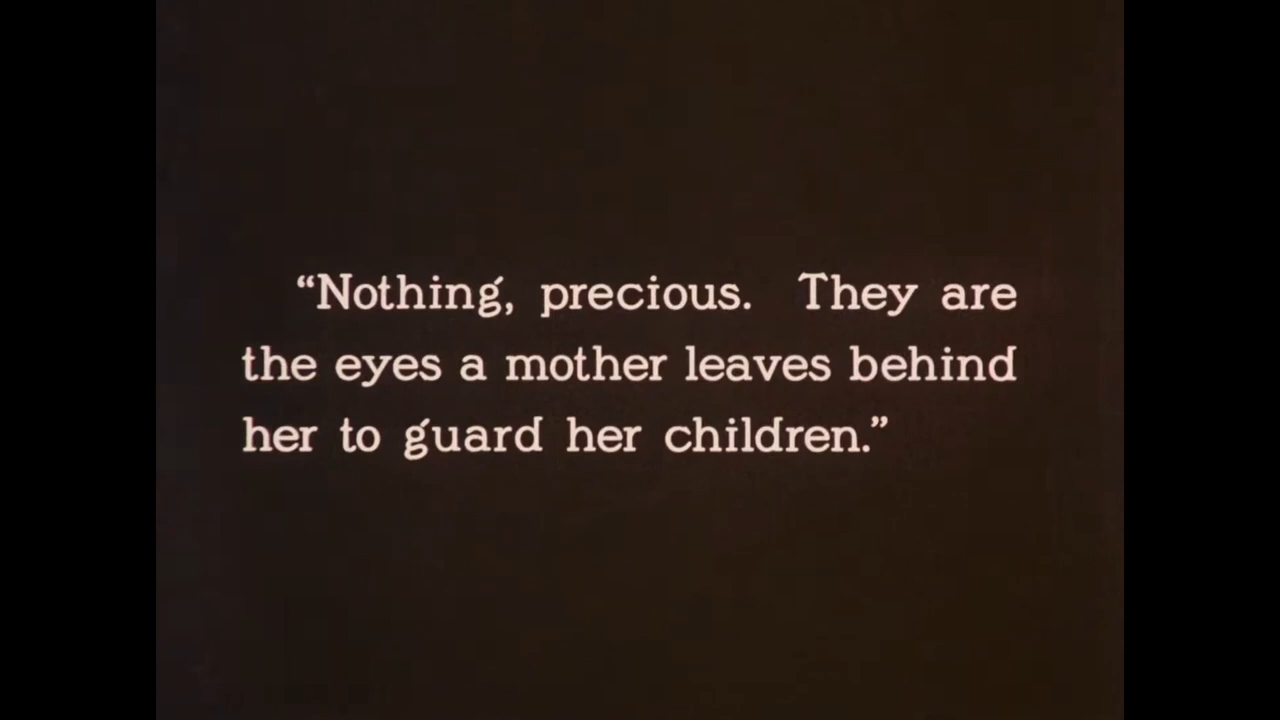 “Nothing, precious. They are
the eyes a mother leaves behind
her to guard her children.”